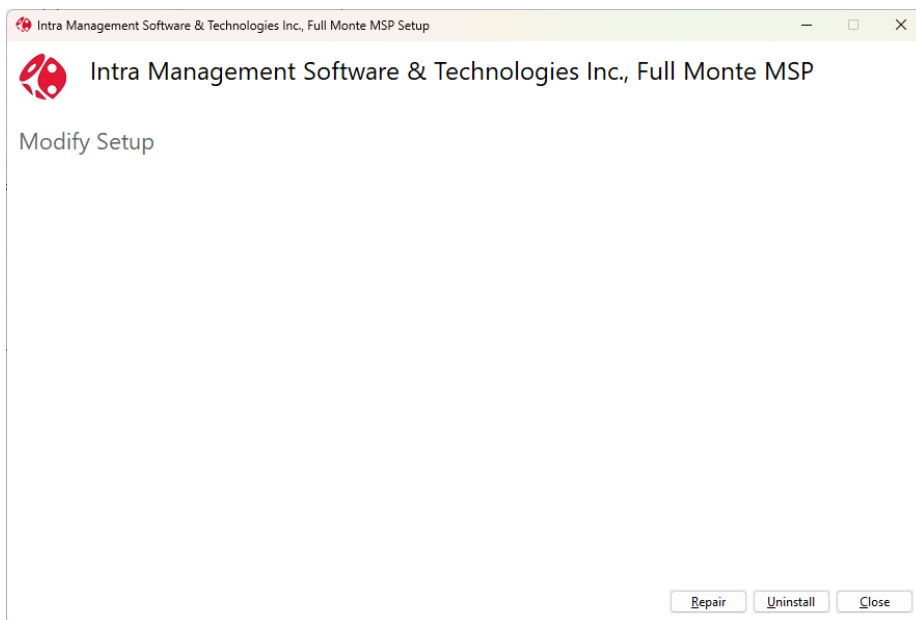 Intra Management Software & Technologies Inc., Full Monte MSP Setup
Intra Management Software & Technologies Inc., Full Monte MSP
Modify Setup
Repair
Uninstall
Close